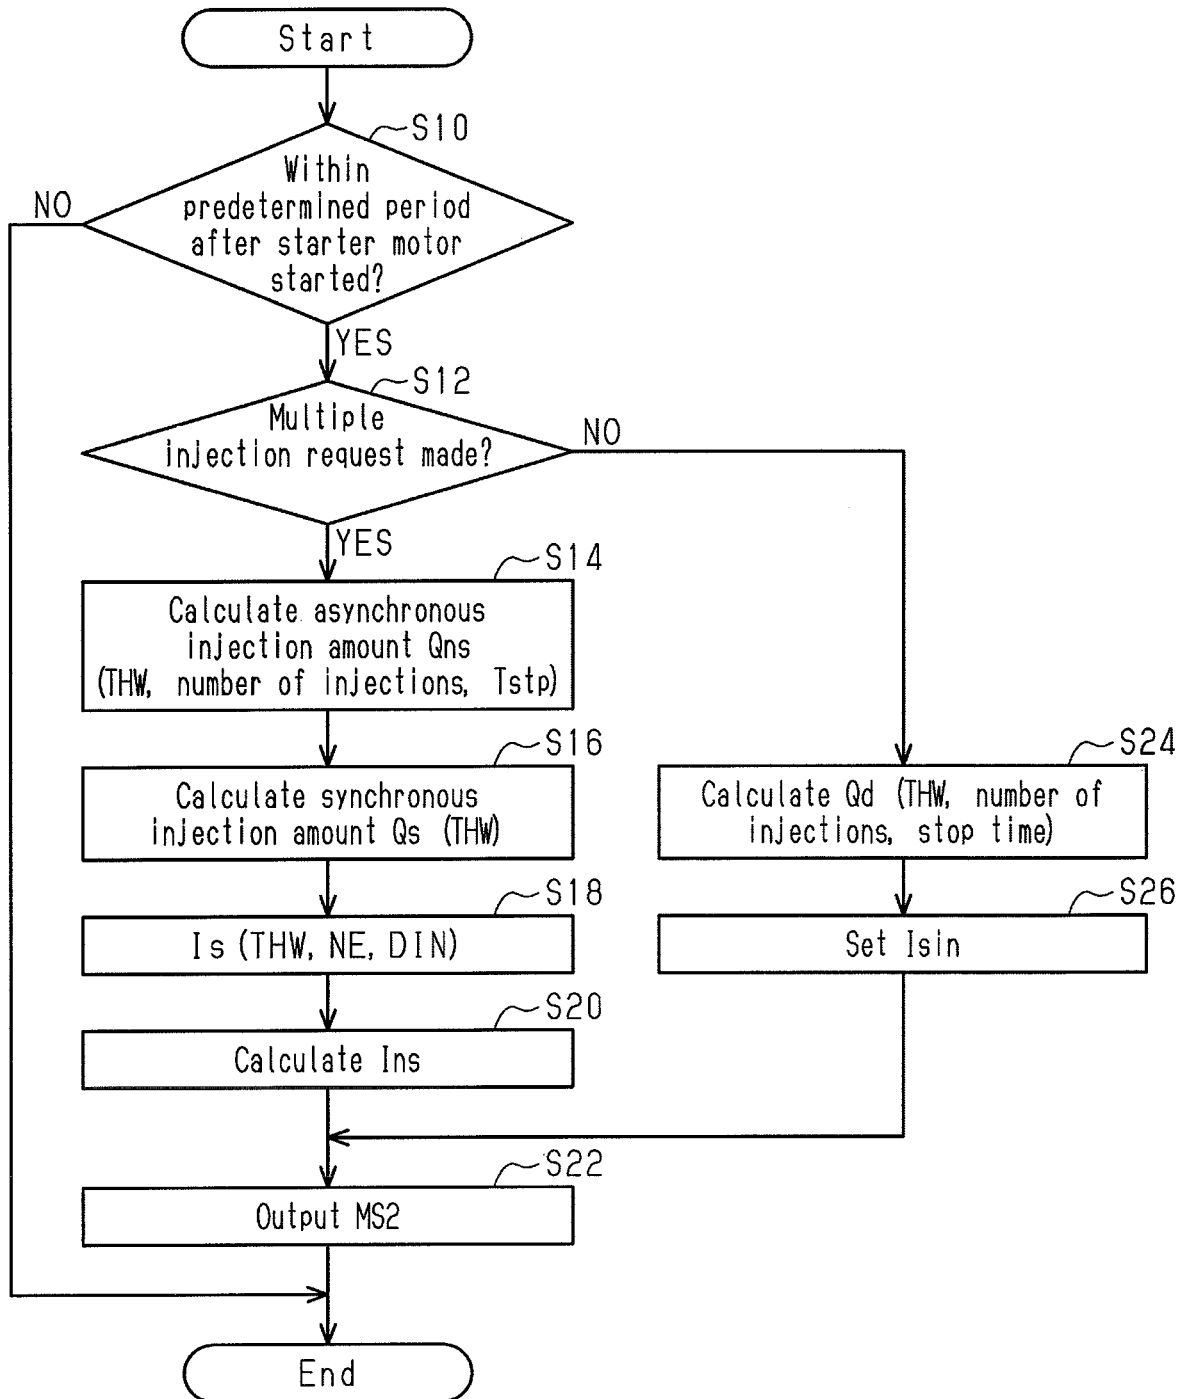 Start
S10
Within
predetermined period
after starter motor
started?
NO
YES
S12
Multiple
injection request made?
NO
YES
S14
Calculate asynchronous
injection amount Qns
(THW, number of injections, Tstp)
S16
Calculate synchronous
injection amount Qs (THW)
S24
Calculate Qd (THW, number of
injections, stop time)
S18
Is (THW, NE, DIN)
S26
Set Isin
S20
Calculate Ins
S22
Output MS2
End